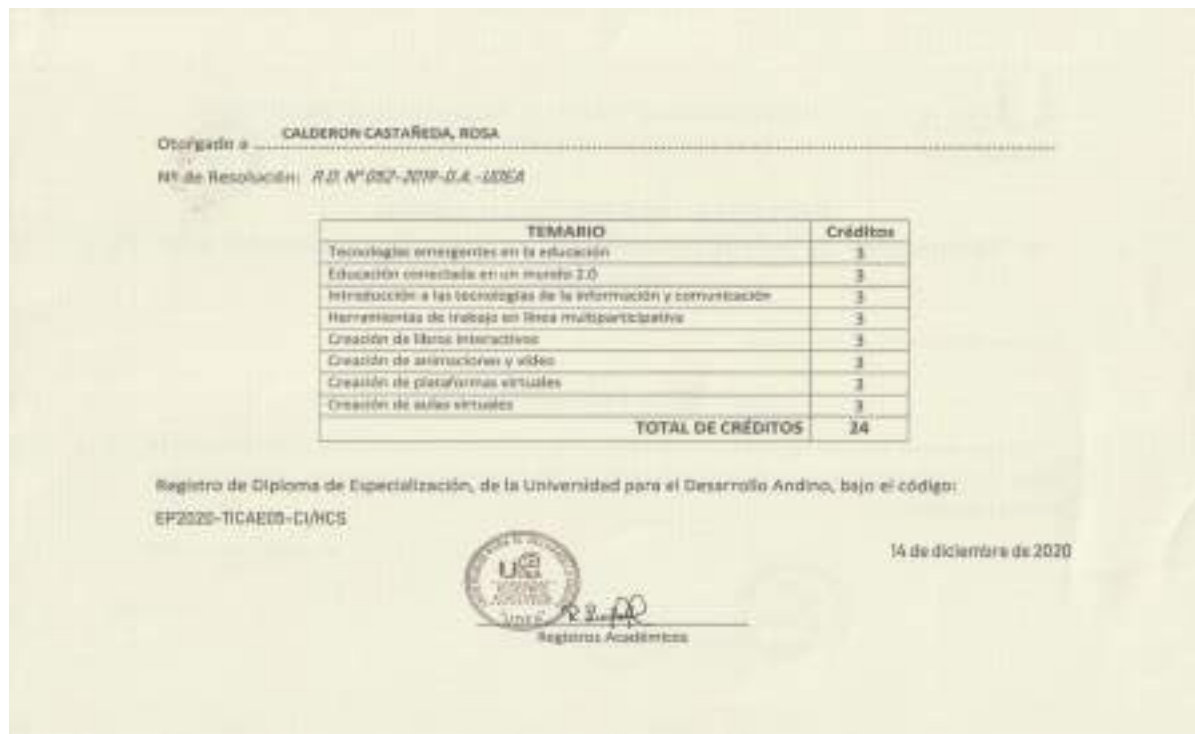 Otorgado a CALDERON CASTAÑEDA, ROSA
Nº de Resolución: R.D. Nº 052-2019-D.A.-UDEA
TEMARIO Créditos
Tecnologías emergentes en la educación 3
Educación conectada en un mundo 2.0 3
Introducción a las tecnologías de la información y comunicación 3
Herramientas de trabajo en línea multiparticipativa 3
Creación de libros interactivos 3
Creación de animaciones y vídeo 3
Creación de plataformas virtuales 3
Creación de aulas virtuales 3
TOTAL DE CRÉDITOS 24
Registro de Diploma de Especialización, de la Universidad para el Desarrollo Andino, bajo el código:
EP2020-TICAE05-CI/HCS
14 de diciembre de 2020
UDEA
Registros Académicos